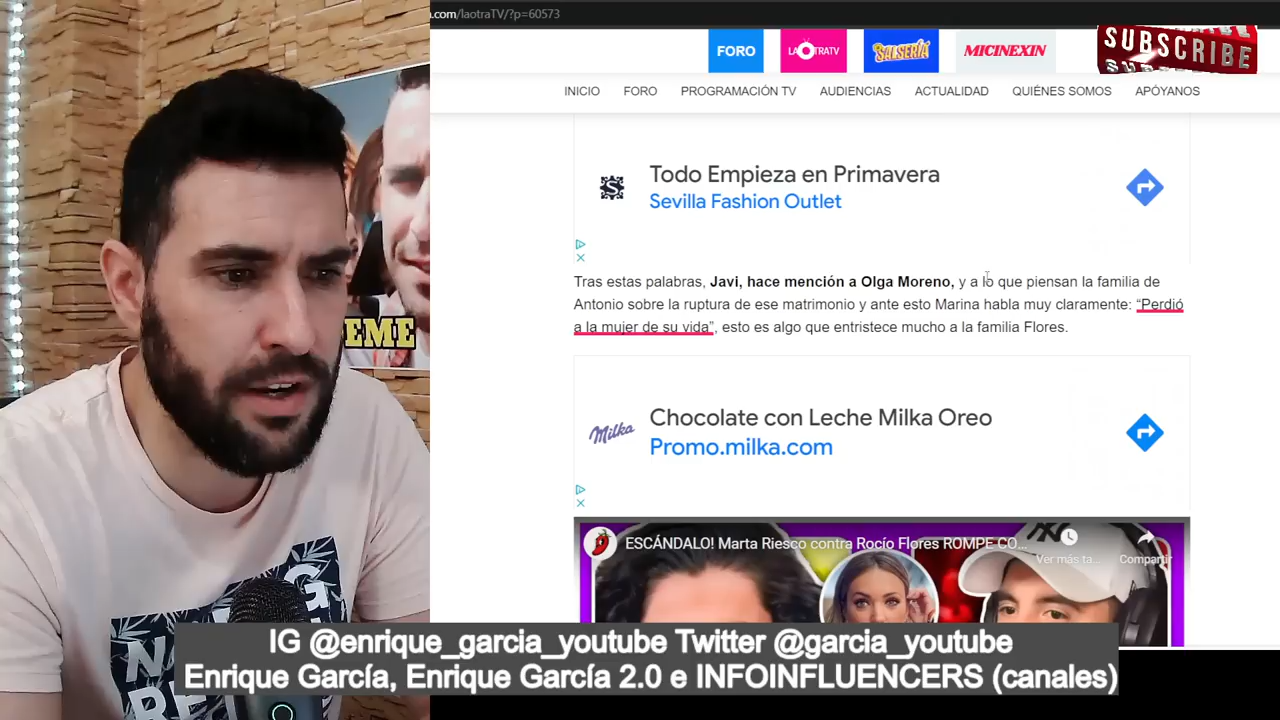 .com/laotraTV/?p=60573
SUBSCRIBE
FORO
LA OTRATV
SALSERÍA
MICINEXIN
INICIO FORO PROGRAMACIÓN TV AUDIENCIAS ACTUALIDAD QUIÉNES SOMOS APÓYANOS
Todo Empieza en Primavera
Sevilla Fashion Outlet
Tras estas palabras, Javi, hace mención a Olga Moreno, y a lo que piensan la familia de
Antonio sobre la ruptura de ese matrimonio y ante esto Marina habla muy claramente: “Perdió
a la mujer de su vida”, esto es algo que entristece mucho a la familia Flores.
EME
Milka
Chocolate con Leche Milka Oreo
Promo.milka.com
ESCÁNDALO! Marta Riesco contra Rocío Flores ROMPE CO...
Ver más ta...
Compartir
IG @enrique_garcia_youtube Twitter @garcia_youtube
Enrique García, Enrique García 2.0 e INFOINFLUENCERS (canales)